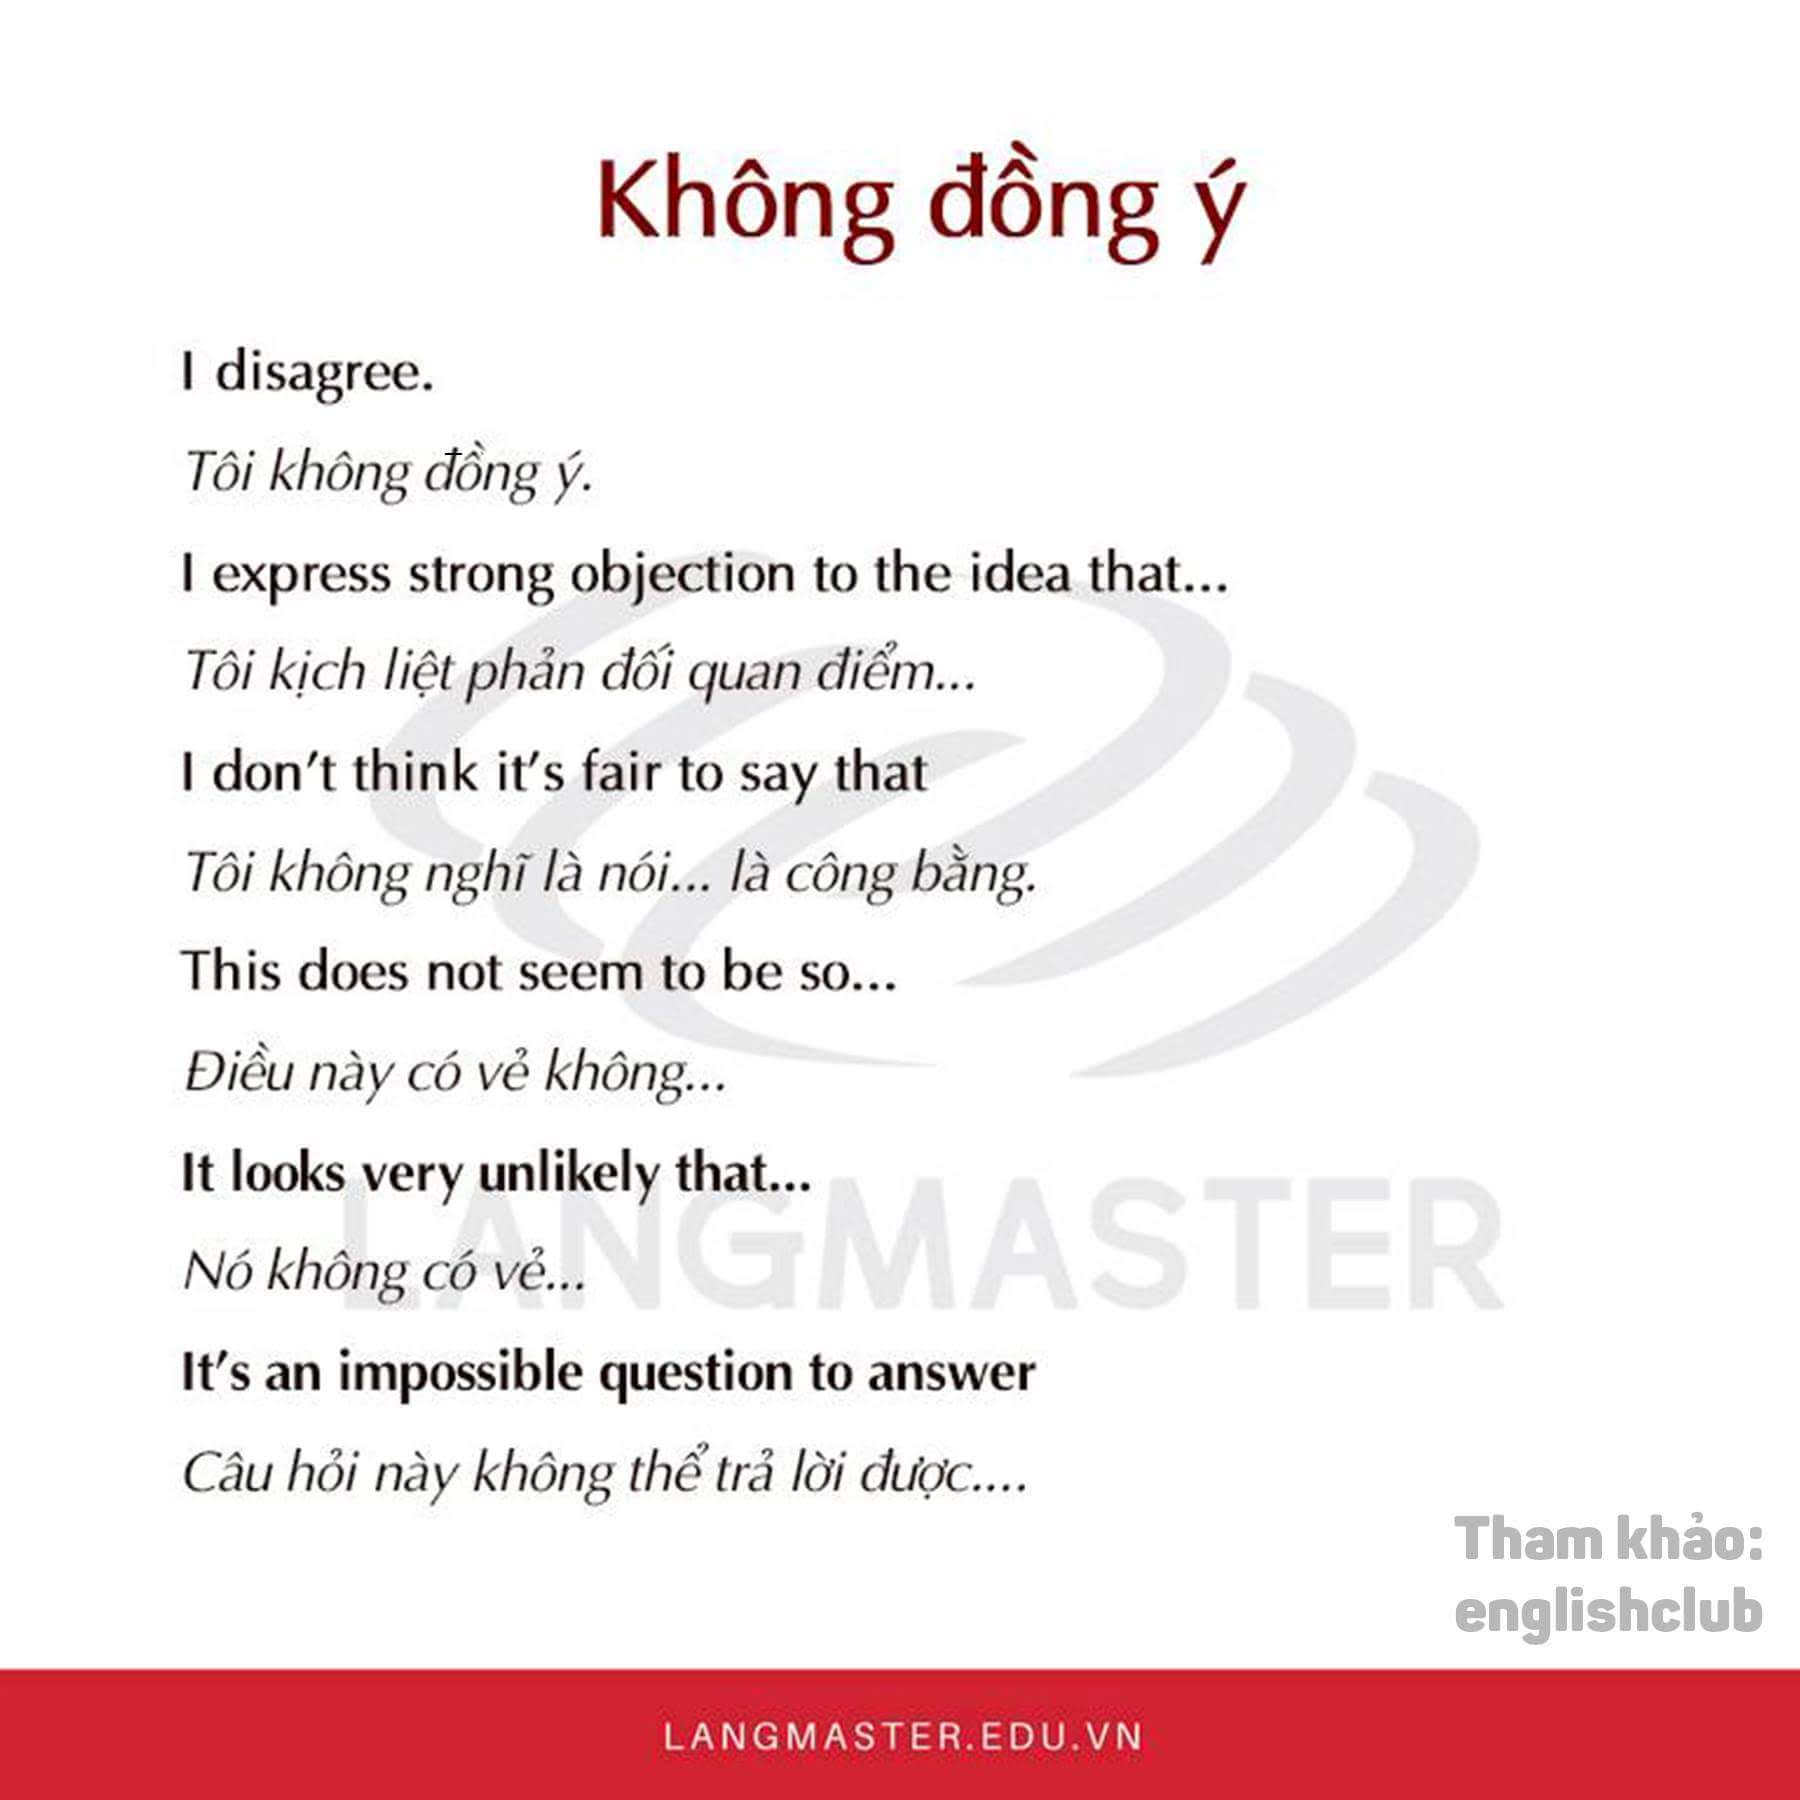 Không đồng ý
I disagree.
Tôi không đồng ý.
I express strong objection to the idea that...
Tôi kịch liệt phản đối quan điểm...
I don't think it's fair to say that
Tôi không nghĩ là nói... là công bằng.
This does not seem to be so...
Điều này có vẻ không...
It looks very unlikely that...
LANGMASTER
Nó không có vẻ...
It's an impossible question to answer
Câu hỏi này không thể trả lời được....
Tham khảo:
englishclub
LANGMASTER.EDU.VN